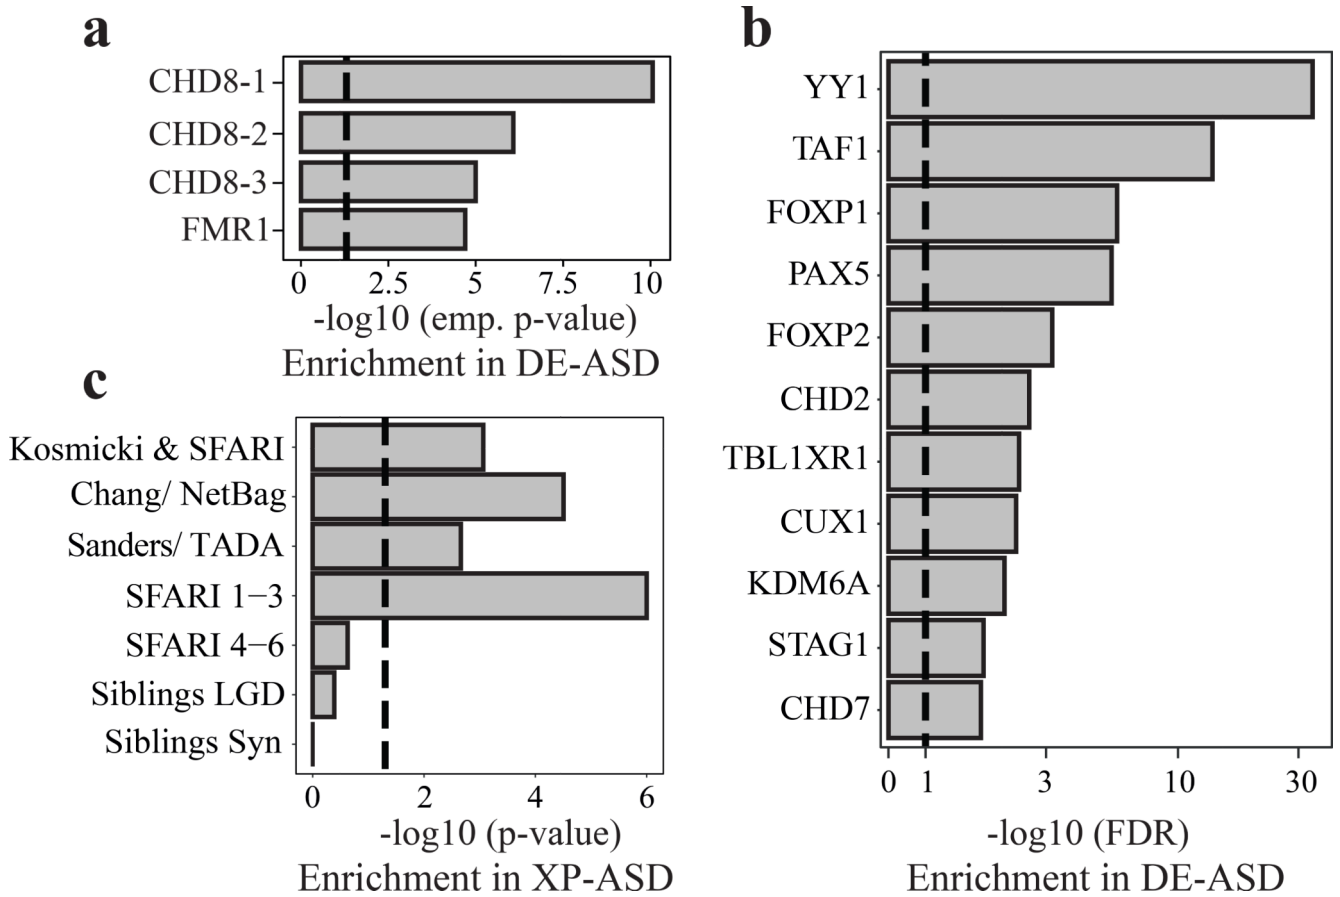 a
CHD8-1
CHD8-2
CHD8-3
FMR1
0 2.5 5 7.5 10
-log10 (emp. p-value)
Enrichment in DE-ASD
b
YY1
TAF1
FOXP1
PAX5
FOXP2
CHD2
TBL1XR1
CUX1
KDM6A
STAG1
CHD7
0 1 3 10 30
-log10 (FDR)
Enrichment in DE-ASD
c
Kosmicki & SFARI
Chang/ NetBag
Sanders/ TADA
SFARI 1−3
SFARI 4−6
Siblings LGD
Siblings Syn
0 2 4 6
-log10 (p-value)
Enrichment in XP-ASD